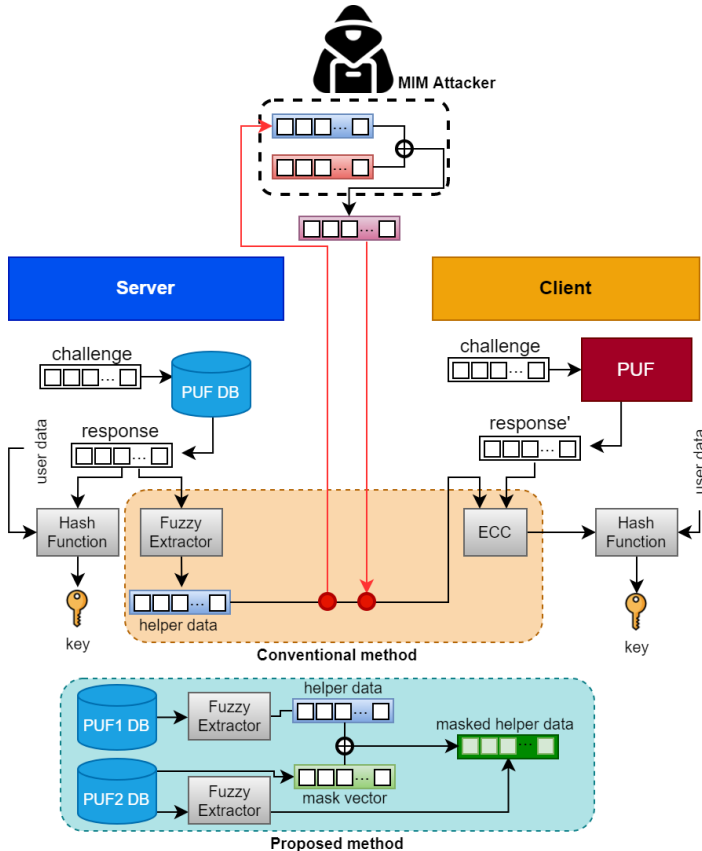 MIM Attacker
...
...
...
Server
Client
challenge
...
PUF DB
challenge
...
PUF
user data
response
...
response'
...
user data
Hash
Function
Fuzzy
Extractor
ECC
Hash
Function
...
key
helper data
key
Conventional method
PUF1 DB
Fuzzy
Extractor
helper data
...
masked helper data
...
PUF2 DB
Fuzzy
Extractor
...
mask vector
Proposed method